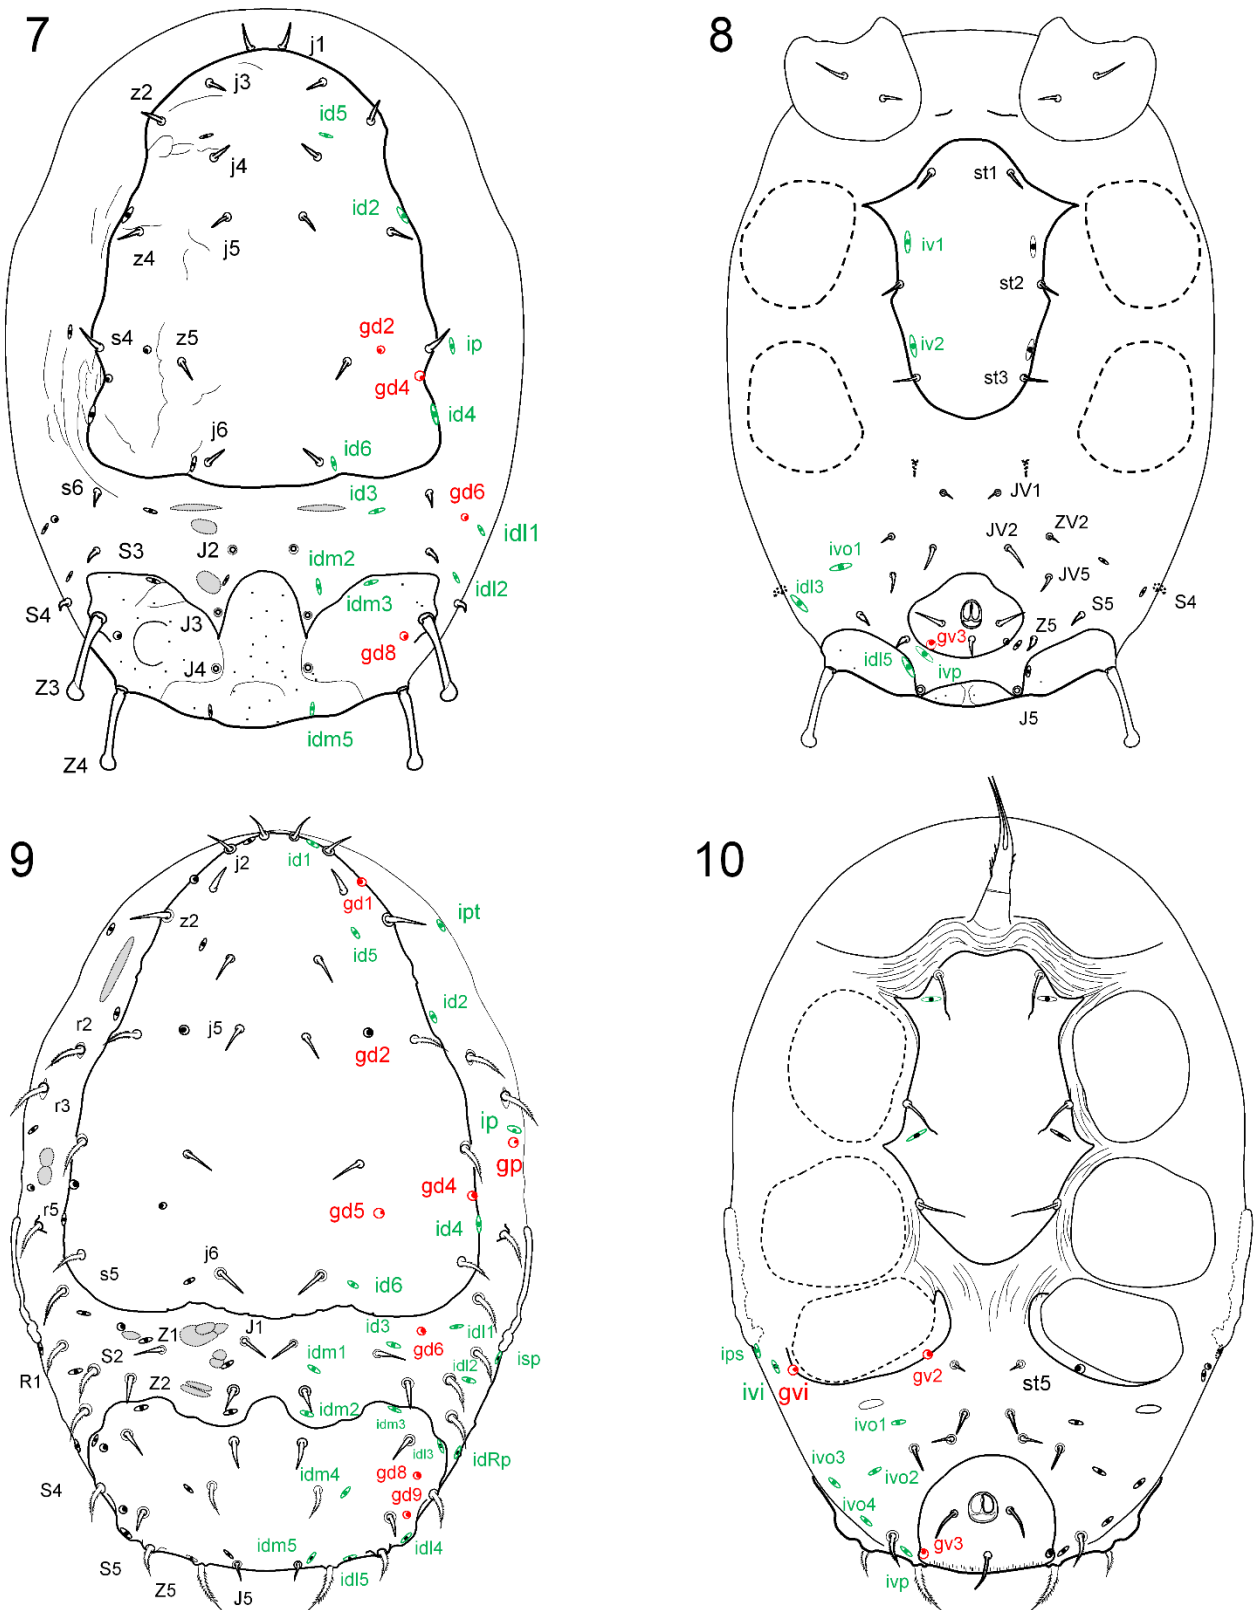 7
j1
j3
z2
id5
j4
id2
z4
j5
s4
z5
gd2
ip
gd4
id4
j6
id6
s6
id3
gd6
idl1
S3
J2
idm2
idm3
idl2
S4
J3
gd8
J4
Z3
idm5
Z4
8
st1
iv1
st2
iv2
st3
JV1
JV2
ZV2
ivo1
idl3
JV5
S5
S4
gv3
Z5
idl5
ivp
J5
9
j2
id1
gd1
z2
ipt
id5
id2
r2
j5
gd2
r3
ip
gp
gd4
r5
gd5
id4
j6
s5
id6
Z1
J1
id3
idl1
gd6
S2
isp
R1
idm1
idl2
Z2
idm2
idm3
idl3
idRp
idm4
gd8
S4
gd9
idm5
idl4
S5
Z5
J5
idl5
10
ips
ivi
gvi
gv2
st5
ivo1
ivo3
ivo2
ivo4
gv3
ivp